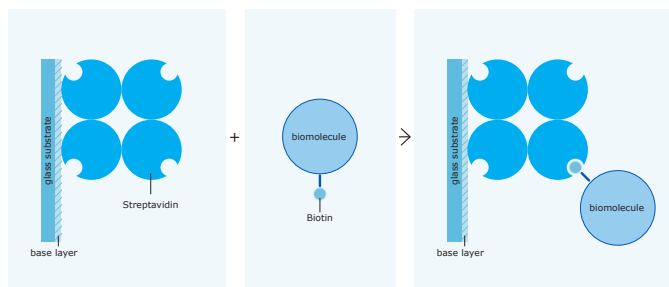 glass substrate
Streptavidin
base layer
+
biomolecule
Biotin
glass substrate
biomolecule
base layer